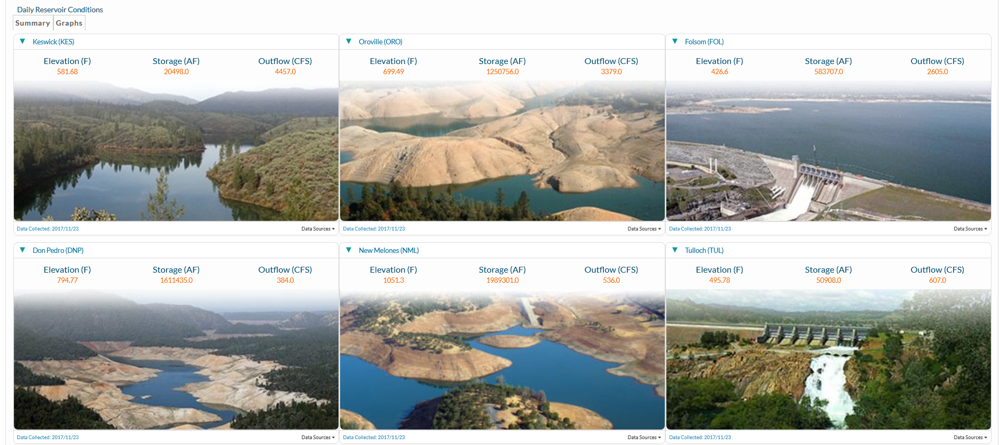 Daily Reservoir Conditions
Summary Graphs
Keswick (KES)
Elevation (F) Storage (AF) Outflow (CFS)
581.68 20498.0 4457.0
Data Collected: 2017/11/23 Data Sources
Oroville (ORO)
Elevation (F) Storage (AF) Outflow (CFS)
699.49 1250756.0 3379.0
Data Collected: 2017/11/23 Data Sources
Folsom (FOL)
Elevation (F) Storage (AF) Outflow (CFS)
426.6 583707.0 2605.0
Data Collected: 2017/11/23 Data Sources
Don Pedro (DNP)
Elevation (F) Storage (AF) Outflow (CFS)
794.77 1611435.0 384.0
Data Collected: 2017/11/23 Data Sources
New Melones (NML)
Elevation (F) Storage (AF) Outflow (CFS)
1051.3 1989301.0 536.0
Data Collected: 2017/11/23 Data Sources
Tulloch (TUL)
Elevation (F) Storage (AF) Outflow (CFS)
495.78 50908.0 607.0
Data Collected: 2017/11/23 Data Sources